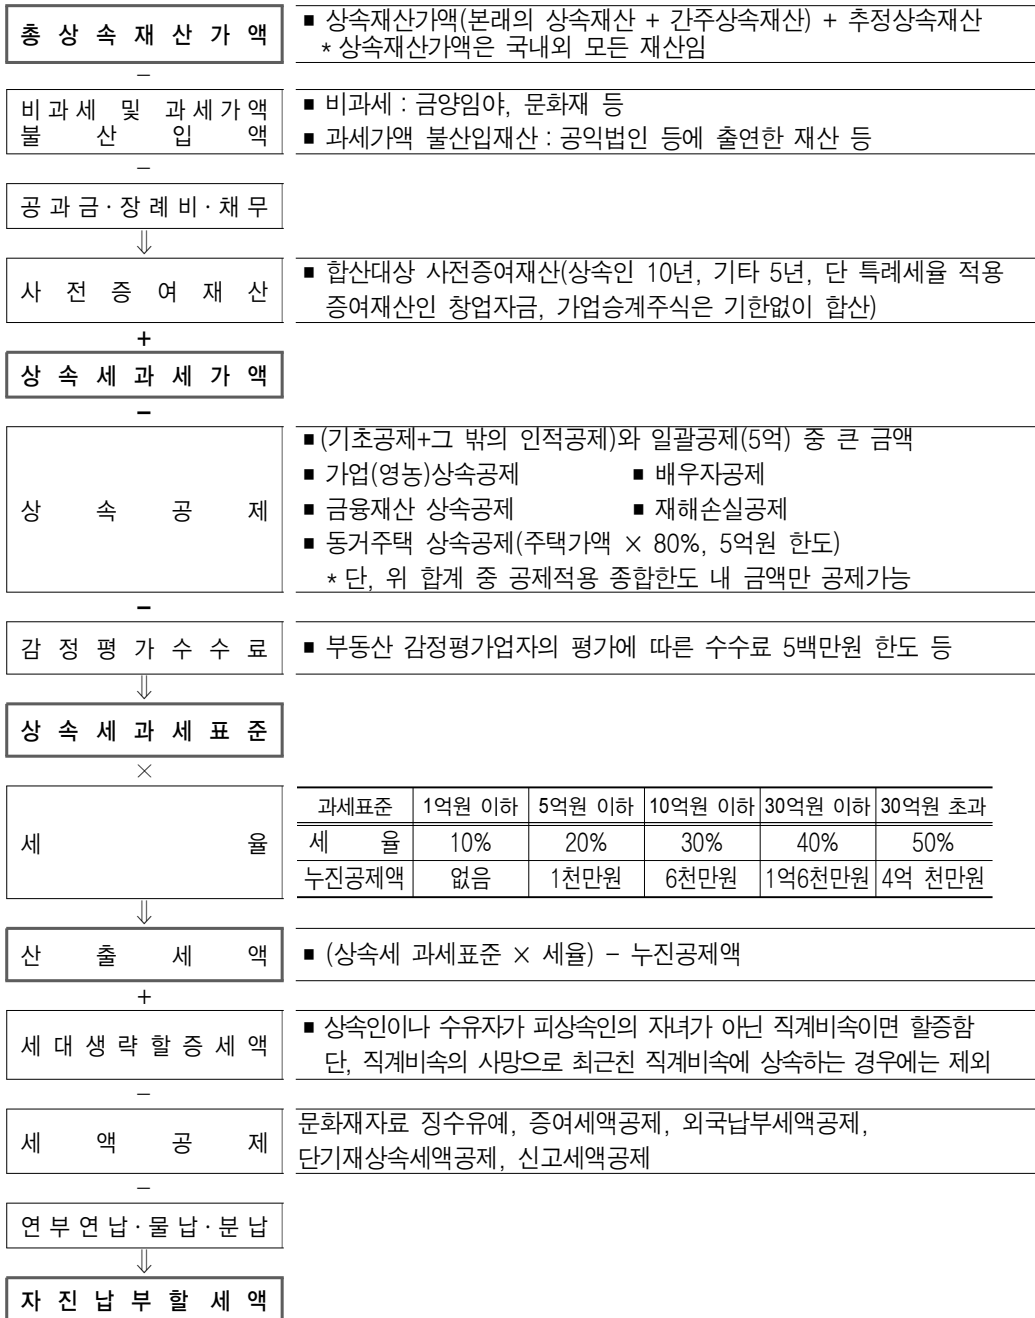 총 상 속 재 산 가 액
■ 상속재산가액(본래의 상속재산 + 간주상속재산) + 추정상속재산
* 상속재산가액은 국내외 모든 재산임
−
비 과 세 및 과 세 가 액
불 산 입 액
■ 비과세 : 금양임야, 문화재 등
■ 과세가액 불산입재산 : 공익법인 등에 출연한 재산 등
−
공 과 금 · 장 례 비 · 채 무
⇓
사 전 증 여 재 산
■ 합산대상 사전증여재산(상속인 10년, 기타 5년, 단 특례세율 적용
증여재산인 창업자금, 가업승계주식은 기한없이 합산)
+
상 속 세 과 세 가 액
−
상 속 공 제
■ (기초공제+그 밖의 인적공제)와 일괄공제(5억) 중 큰 금액
■ 가업(영농)상속공제 ■ 배우자공제
■ 금융재산 상속공제 ■ 재해손실공제
■ 동거주택 상속공제(주택가액 × 80%, 5억원 한도)
* 단, 위 합계 중 공제적용 종합한도 내 금액만 공제가능
−
감 정 평 가 수 수 료
■ 부동산 감정평가업자의 평가에 따른 수수료 5백만원 한도 등
⇓
상 속 세 과 세 표 준
×
세 율
과세표준 1억원 이하 5억원 이하 10억원 이하 30억원 이하 30억원 초과
세 율 10% 20% 30% 40% 50%
누진공제액 없음 1천만원 6천만원 1억6천만원 4억 천만원
⇓
산 출 세 액
■ (상속세 과세표준 × 세율) − 누진공제액
+
세 대 생 략 할 증 세 액
■ 상속인이나 수유자가 피상속인의 자녀가 아닌 직계비속이면 할증함
단, 직계비속의 사망으로 최근친 직계비속에 상속하는 경우에는 제외
−
세 액 공 제
문화재자료 징수유예, 증여세액공제, 외국납부세액공제,
단기재상속세액공제, 신고세액공제
−
연 부 연 납 · 물 납 · 분 납
⇓
자 진 납 부 할 세 액